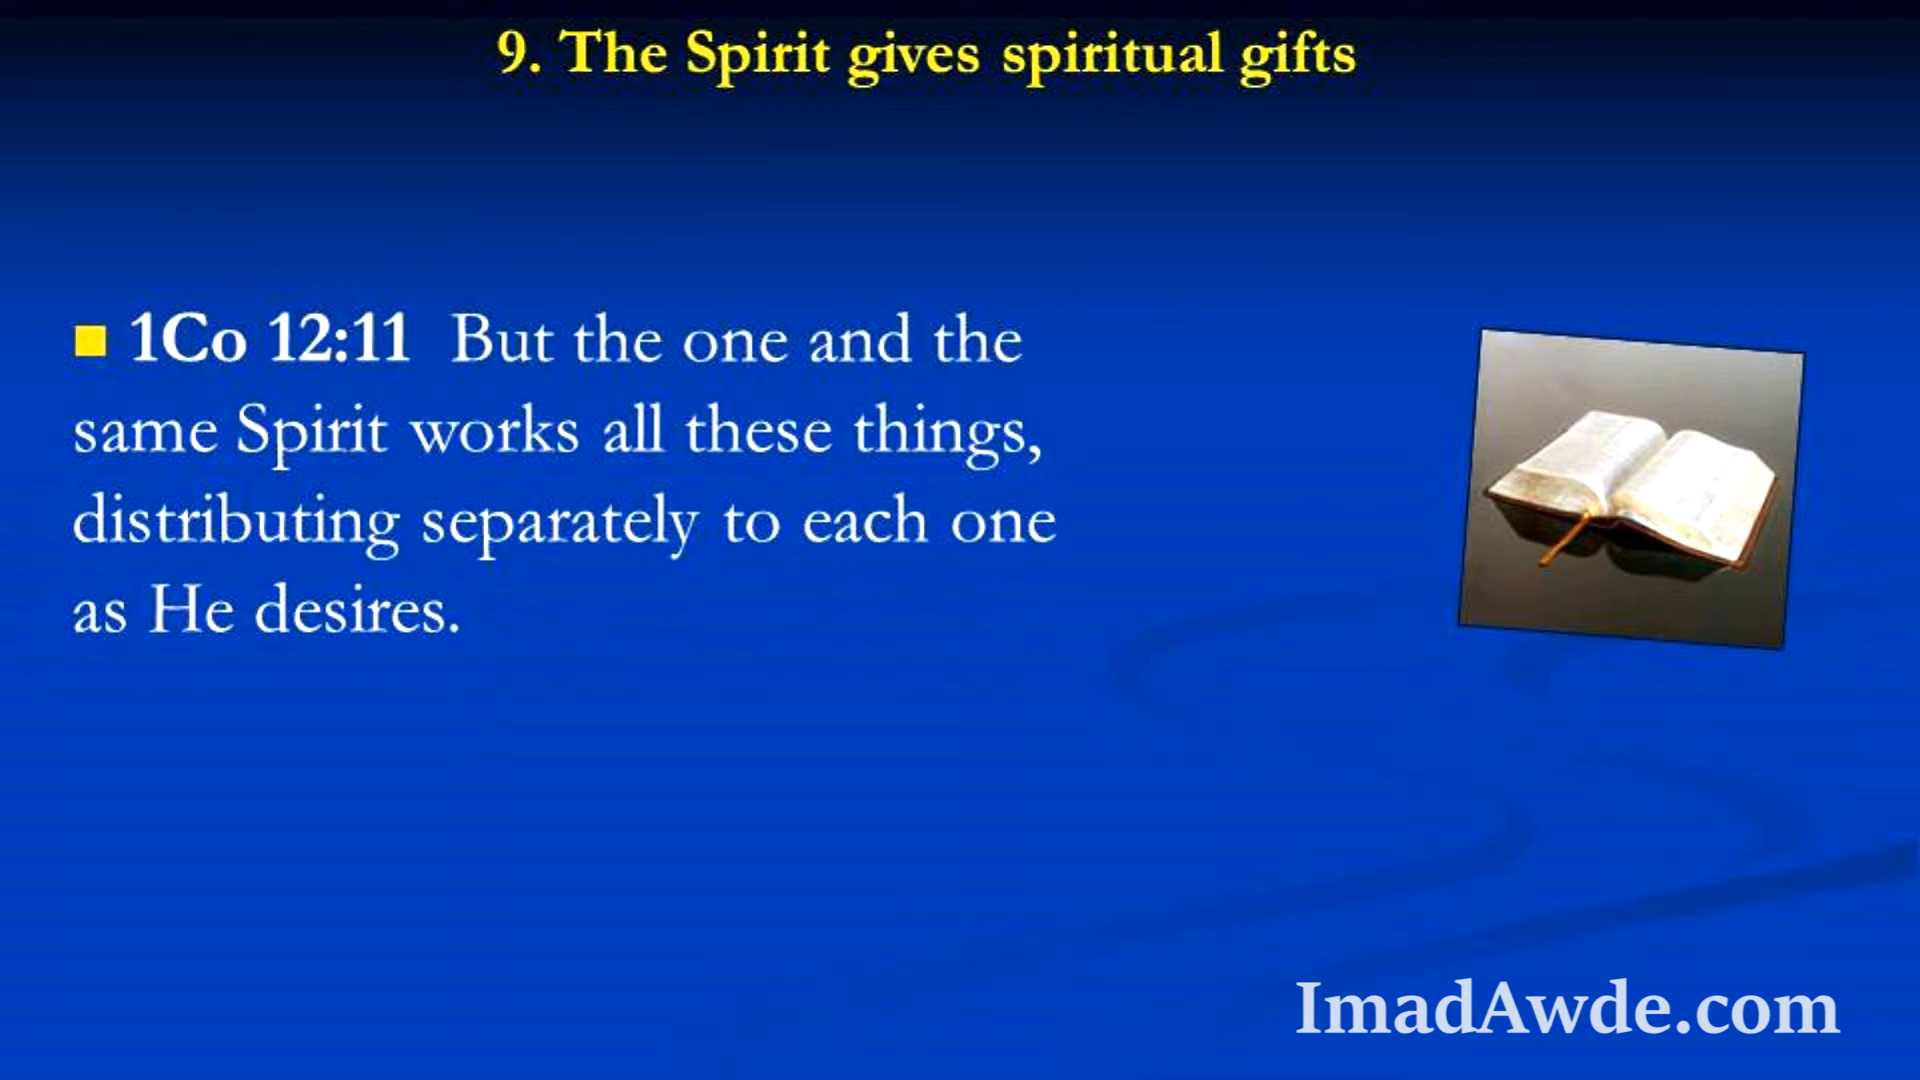 9. The Spirit gives spiritual gifts
1Co 12:11 But the one and the
same Spirit works all these things,
distributing separately to each one
as He desires.
ImadAwde.com